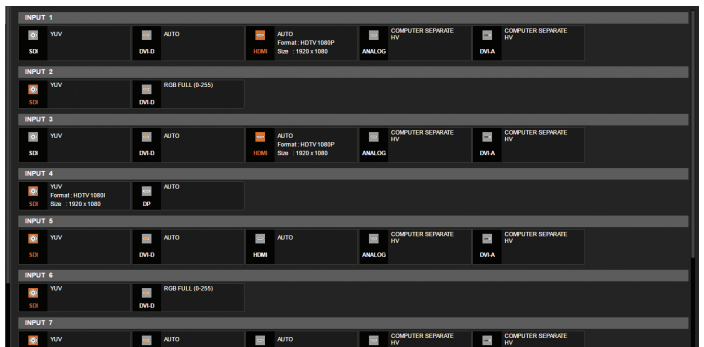 INPUT 1
SDI YUV DVI-D AUTO HDMI AUTO ANALOG COMPUTER SEPARATE DVI-A COMPUTER SEPARATE
Format : HDTV 1080P HV HV
Size : 1920 x 1080
INPUT 2
SDI YUV DVI-D RGB FULL (0-255)
INPUT 3
SDI YUV DVI-D AUTO HDMI AUTO ANALOG COMPUTER SEPARATE DVI-A COMPUTER SEPARATE
Format : HDTV 1080P HV HV
Size : 1920 x 1080
INPUT 4
SDI YUV DP AUTO
Format : HDTV 1080I
Size : 1920 x 1080
INPUT 5
SDI YUV DVI-D AUTO HDMI AUTO ANALOG COMPUTER SEPARATE DVI-A COMPUTER SEPARATE
HV HV
INPUT 6
SDI YUV DVI-D RGB FULL (0-255)
INPUT 7
YUV AUTO AUTO COMPUTER SEPARATE COMPUTER SEPARATE
HV HV